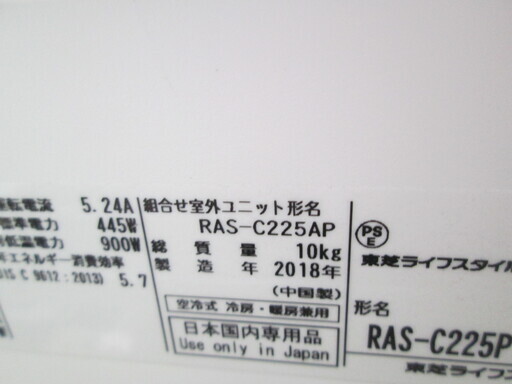 運転電流 5.24A
標準電力 445W
低温電力 900W
エネルギー消費効率
(JIS C 9612:2013) 5.7
組合せ室外ユニット形名
RAS-C225AP
総質量 10kg
製造年 2018年
(中国製)
空冷式 冷房・暖房兼用
日本国内専用品
Use only in Japan
PS
E
東芝ライフスタイル
形名
RAS-C225P
東芝ライフス